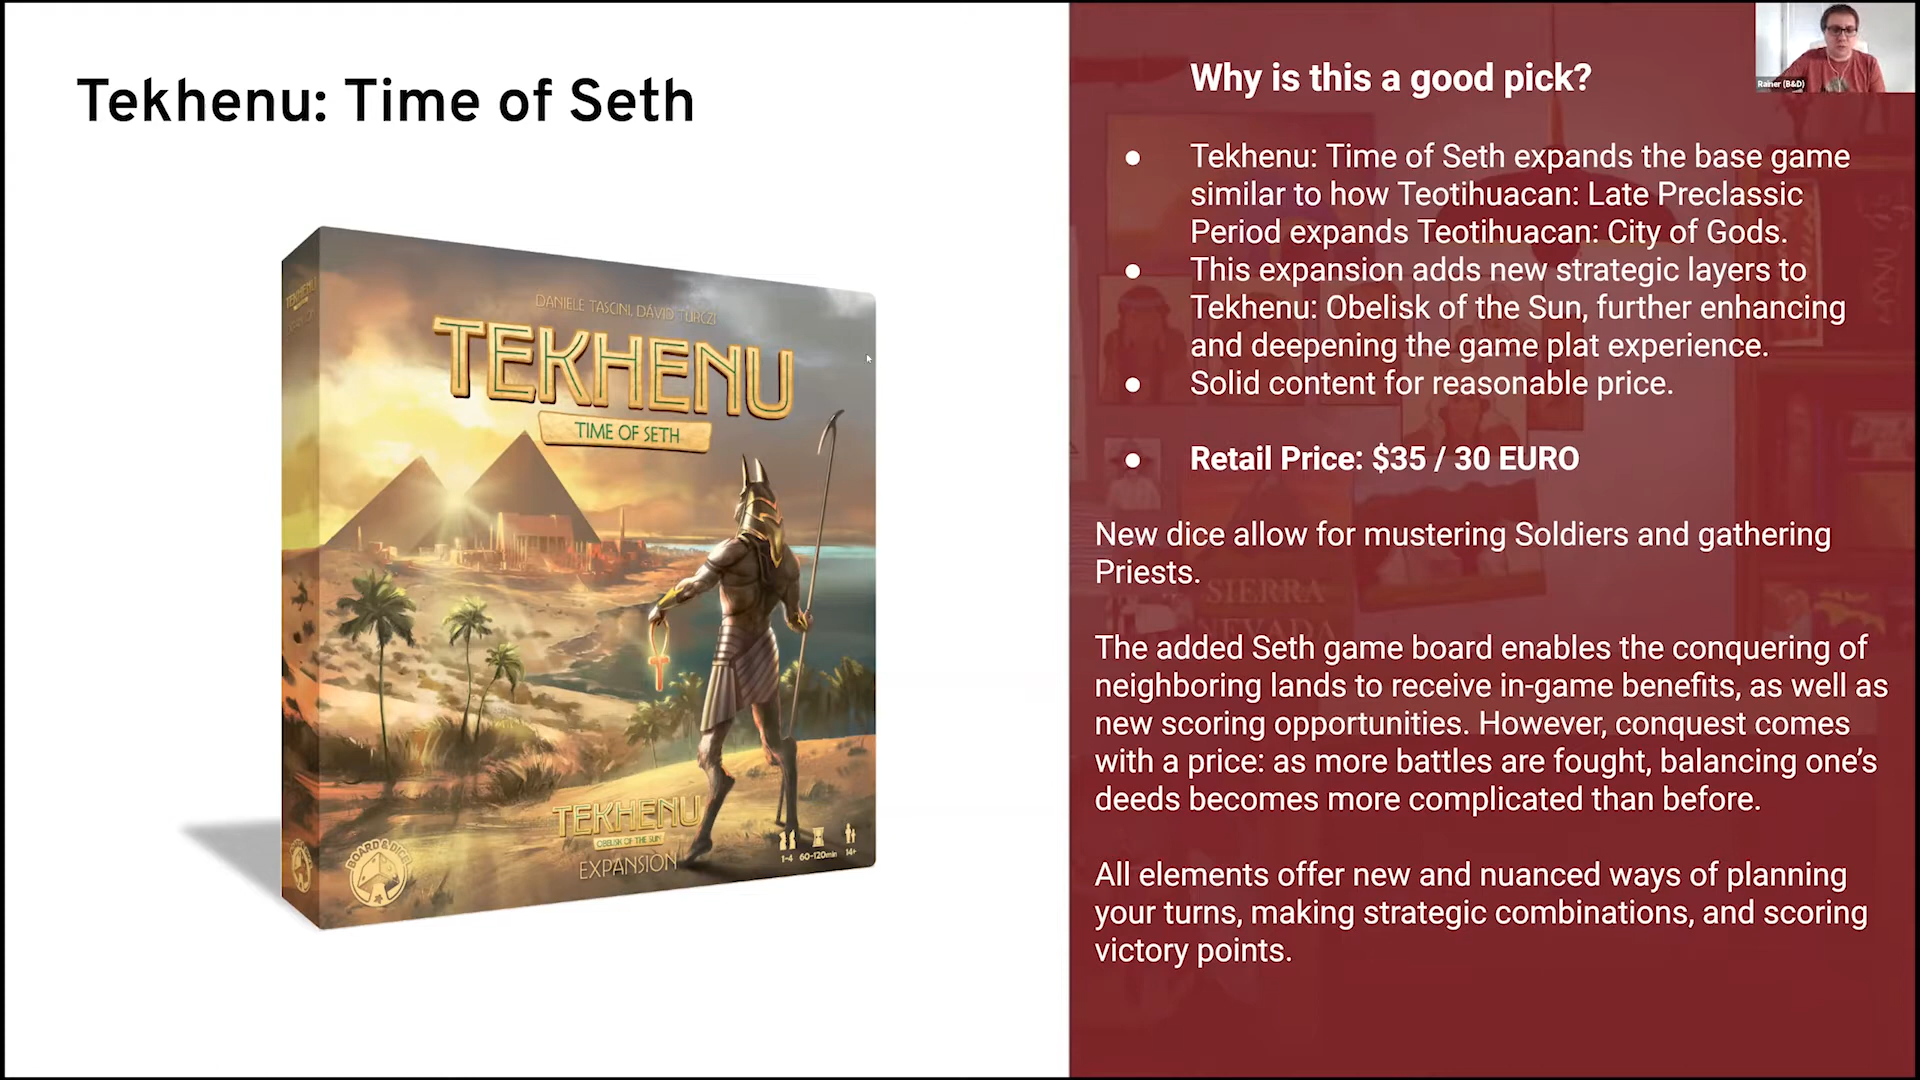 Tekhenu: Time of Seth
DANIELE TASCINI, DÁVID TURCZI
TEKHENU
TIME OF SETH
TEKHENU
OBELISK OF THE SUN
EXPANSION
BOARD & DICE
1-4 60-120min 14+
TEKHENU
Why is this a good pick?
Rainer (B&D)
● Tekhenu: Time of Seth expands the base game
similar to how Teotihuacan: Late Preclassic
Period expands Teotihuacan: City of Gods.
● This expansion adds new strategic layers to
Tekhenu: Obelisk of the Sun, further enhancing
and deepening the game plat experience.
● Solid content for reasonable price.
● Retail Price: $35 / 30 EURO
New dice allow for mustering Soldiers and gathering
Priests.
SIERRA
NEVADA
The added Seth game board enables the conquering of
neighboring lands to receive in-game benefits, as well as
new scoring opportunities. However, conquest comes
with a price: as more battles are fought, balancing one’s
deeds becomes more complicated than before.
All elements offer new and nuanced ways of planning
your turns, making strategic combinations, and scoring
victory points.